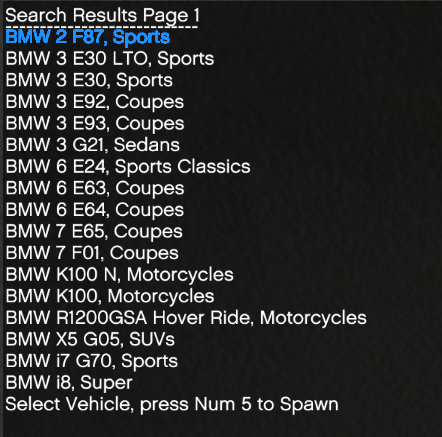 Search Results Page 1
-----------------------------
BMW 2 F87, Sports
BMW 3 E30 LTO, Sports
BMW 3 E30, Sports
BMW 3 E92, Coupes
BMW 3 E93, Coupes
BMW 3 G21, Sedans
BMW 6 E24, Sports Classics
BMW 6 E63, Coupes
BMW 6 E64, Coupes
BMW 7 E65, Coupes
BMW 7 F01, Coupes
BMW K100 N, Motorcycles
BMW K100, Motorcycles
BMW R1200GSA Hover Ride, Motorcycles
BMW X5 G05, SUVs
BMW i7 G70, Sports
BMW i8, Super
Select Vehicle, press Num 5 to Spawn